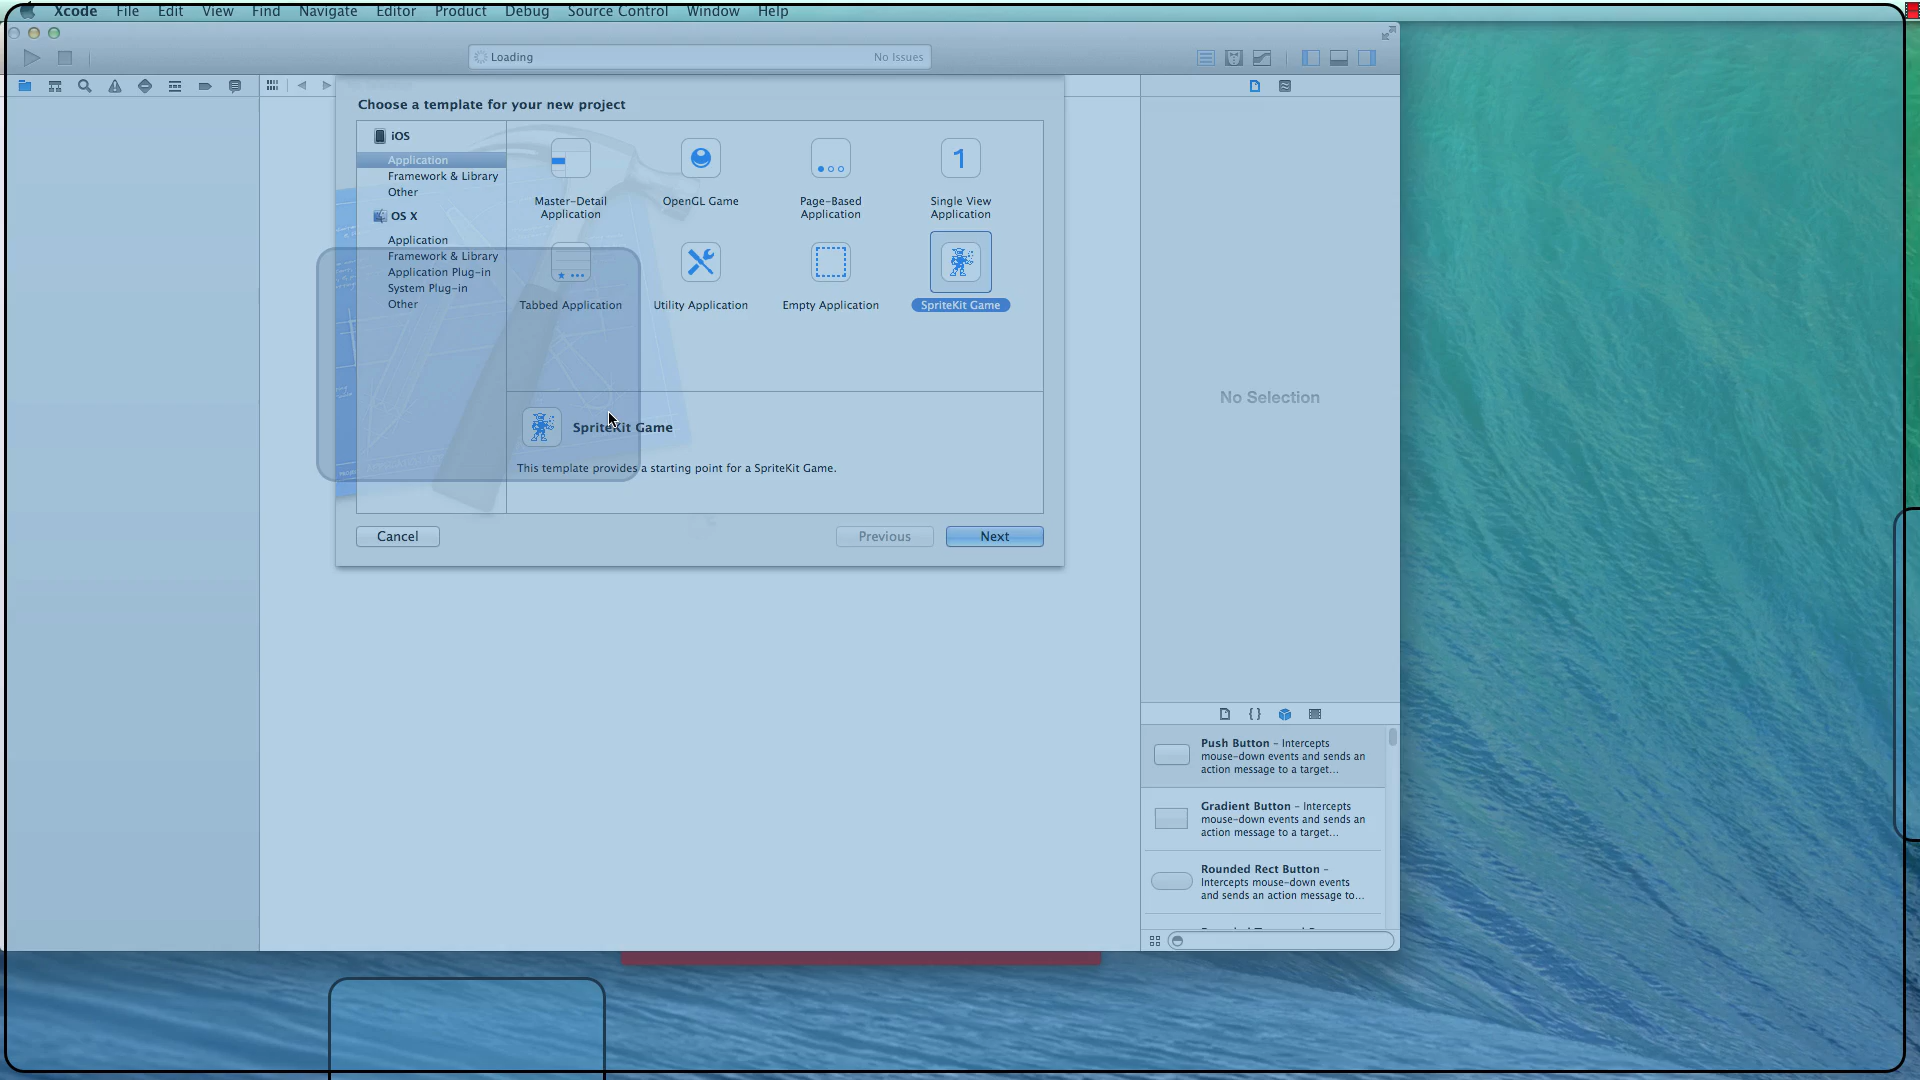 Xcode File Edit View Find Navigate Editor Product Debug Source Control Window Help
Loading No Issues
Choose a template for your new project
iOS
Application
Framework & Library
Other
OS X
Application
Framework & Library
Application Plug-in
System Plug-in
Other
Master-Detail
Application
OpenGL Game
Page-Based
Application
1
Single View
Application
Tabbed Application
Utility Application
Empty Application
SpriteKit Game
SpriteKit Game
This template provides a starting point for a SpriteKit Game.
Cancel
Previous
Next
No Selection
{ }
Push Button - Intercepts
mouse-down events and sends an
action message to a target...
Gradient Button - Intercepts
mouse-down events and sends an
action message to a target...
Rounded Rect Button -
Intercepts mouse-down events
and sends an action message to...